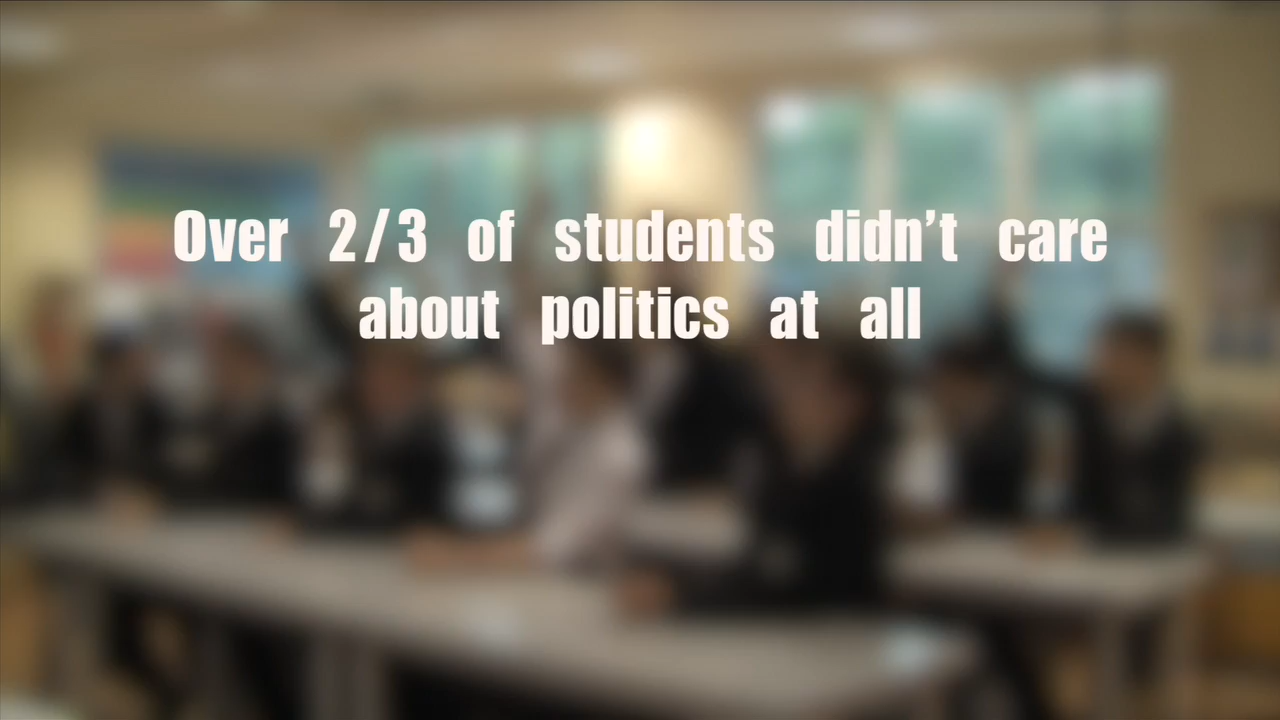 Over 2/3 of students didn’t care
about politics at all